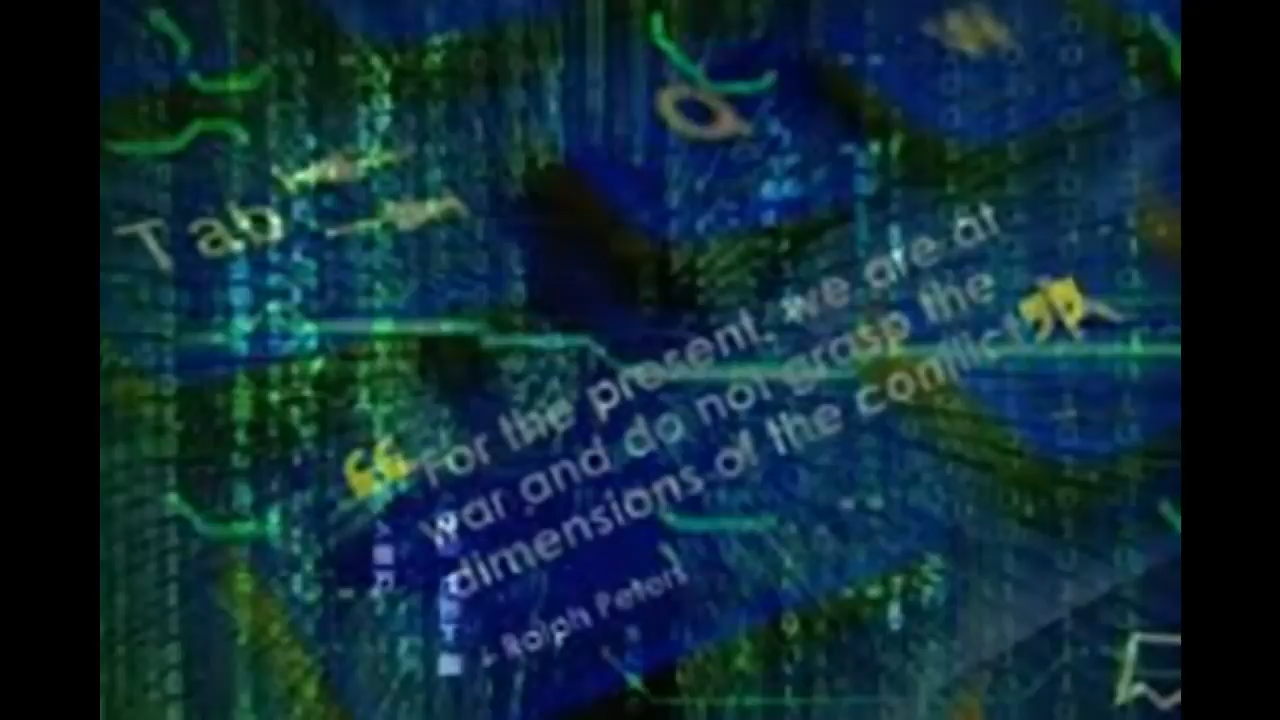 Q
Tab
“For the present, we are at
war and do not grasp the
dimensions of the conflict”
- Ralph Peters